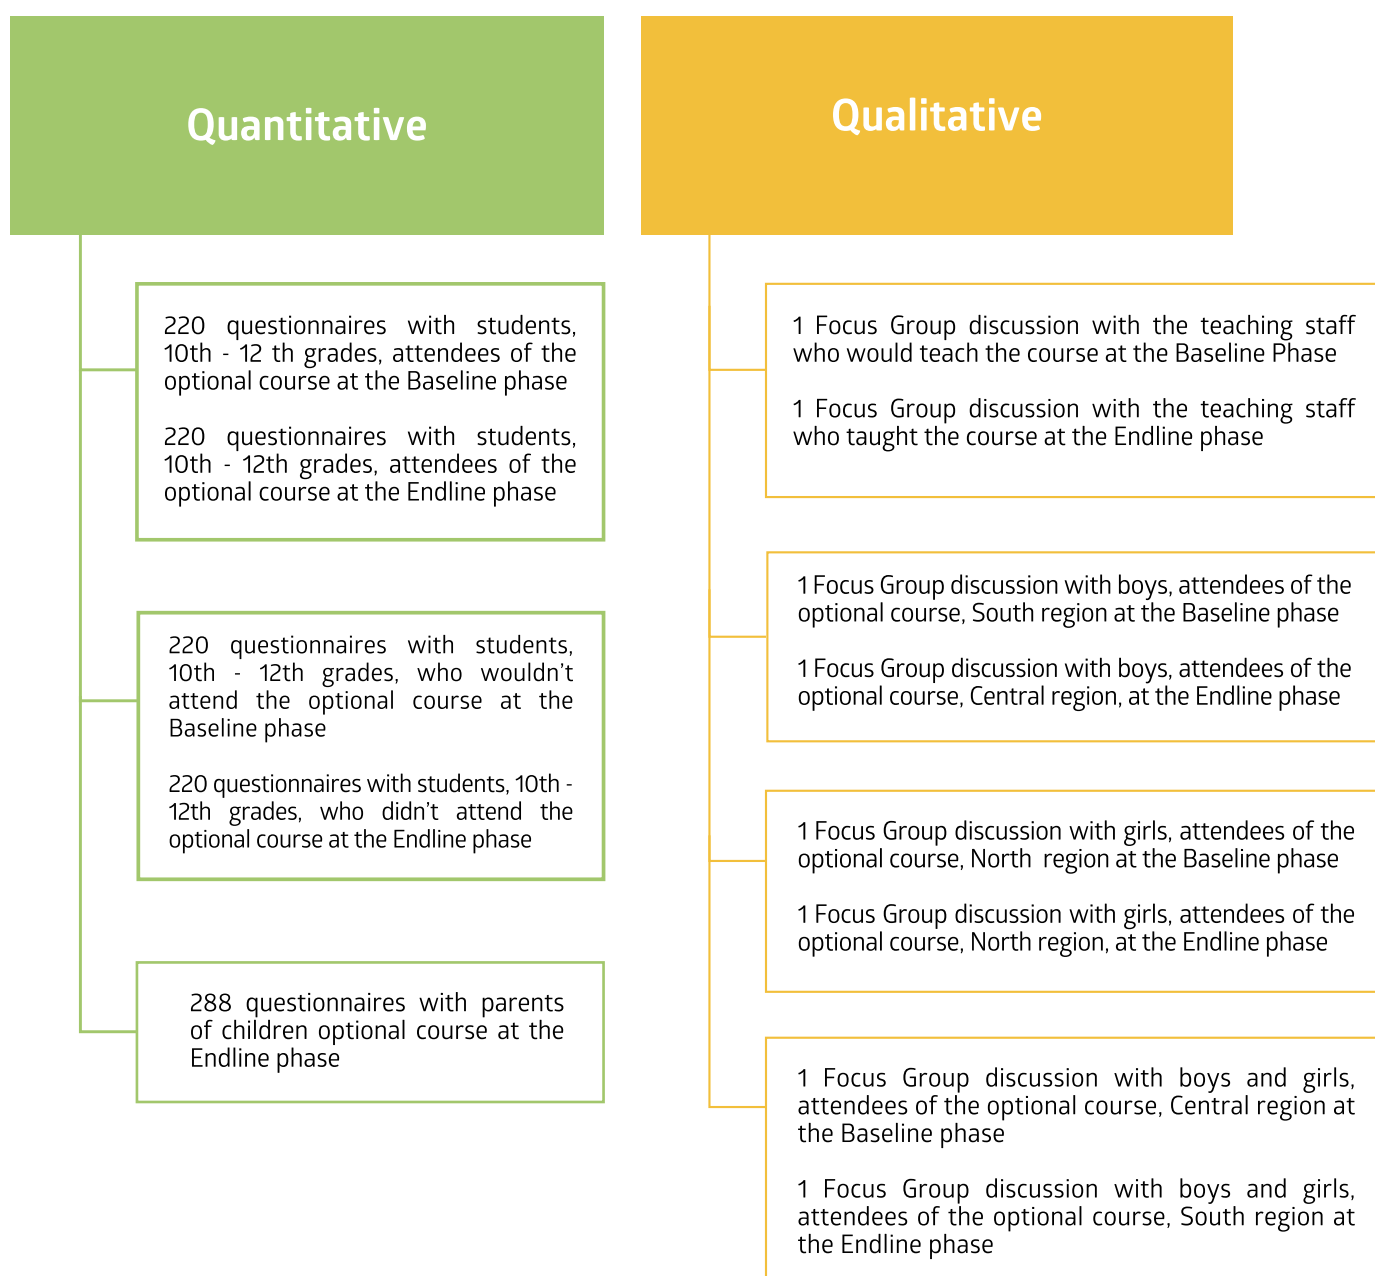 Quantitative
220 questionnaires with students,
10th - 12 th grades, attendees of the
optional course at the Baseline phase
220 questionnaires with students,
10th - 12th grades, attendees of the
optional course at the Endline phase
220 questionnaires with students,
10th - 12th grades, who wouldn't
attend the optional course at the
Baseline phase
220 questionnaires with students, 10th -
12th grades, who didn't attend the
optional course at the Endline phase
288 questionnaires with parents
of children optional course at the
Endline phase
Qualitative
1 Focus Group discussion with the teaching staff
who would teach the course at the Baseline Phase
1 Focus Group discussion with the teaching staff
who taught the course at the Endline phase
1 Focus Group discussion with boys, attendees of the
optional course, South region at the Baseline phase
1 Focus Group discussion with boys, attendees of the
optional course, Central region, at the Endline phase
1 Focus Group discussion with girls, attendees of the
optional course, North region at the Baseline phase
1 Focus Group discussion with girls, attendees of the
optional course, North region, at the Endline phase
1 Focus Group discussion with boys and girls,
attendees of the optional course, Central region at
the Baseline phase
1 Focus Group discussion with boys and girls,
attendees of the optional course, South region at
the Endline phase